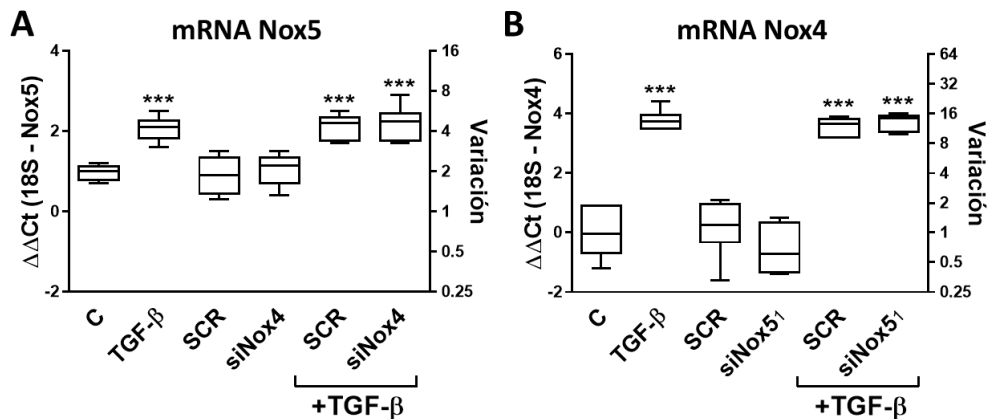 A
mRNA Nox5
ΔΔCt (18S - Nox5)
4
2
0
-2
***
***
***
16
8
4
2
1
0.5
0.25
Variación
C
TGF-β
SCR
siNox4
SCR
siNox4
+TGF-β
B
mRNA Nox4
ΔΔCt (18S - Nox4)
6
4
2
0
-2
***
***
***
64
32
16
8
4
2
1
0.5
0.25
Variación
C
TGF-β
SCR
siNox5₁
SCR
siNox5₁
+TGF-β